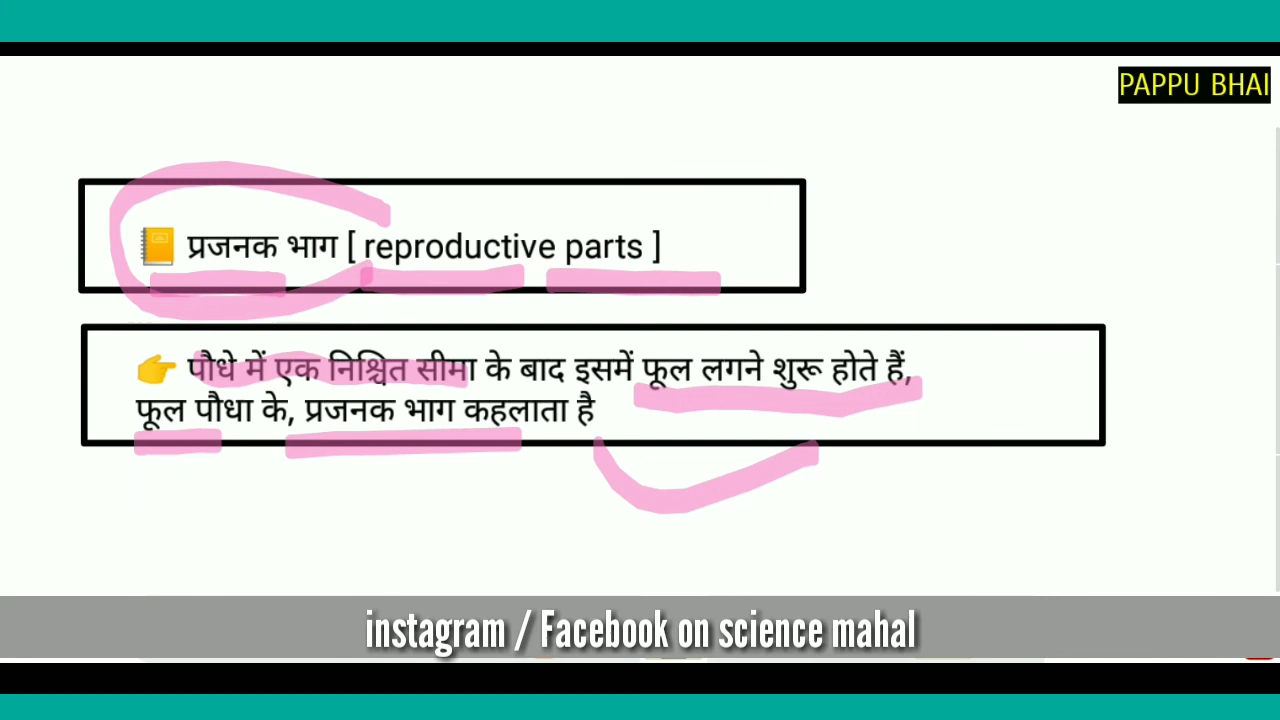 PAPPU BHAI
📒 प्रजनक भाग [ reproductive parts ]
👉 पौधे में एक निश्चित सीमा के बाद इसमें फूल लगने शुरू होते हैं,
फूल पौधा के, प्रजनक भाग कहलाता है
instagram / Facebook on science mahal